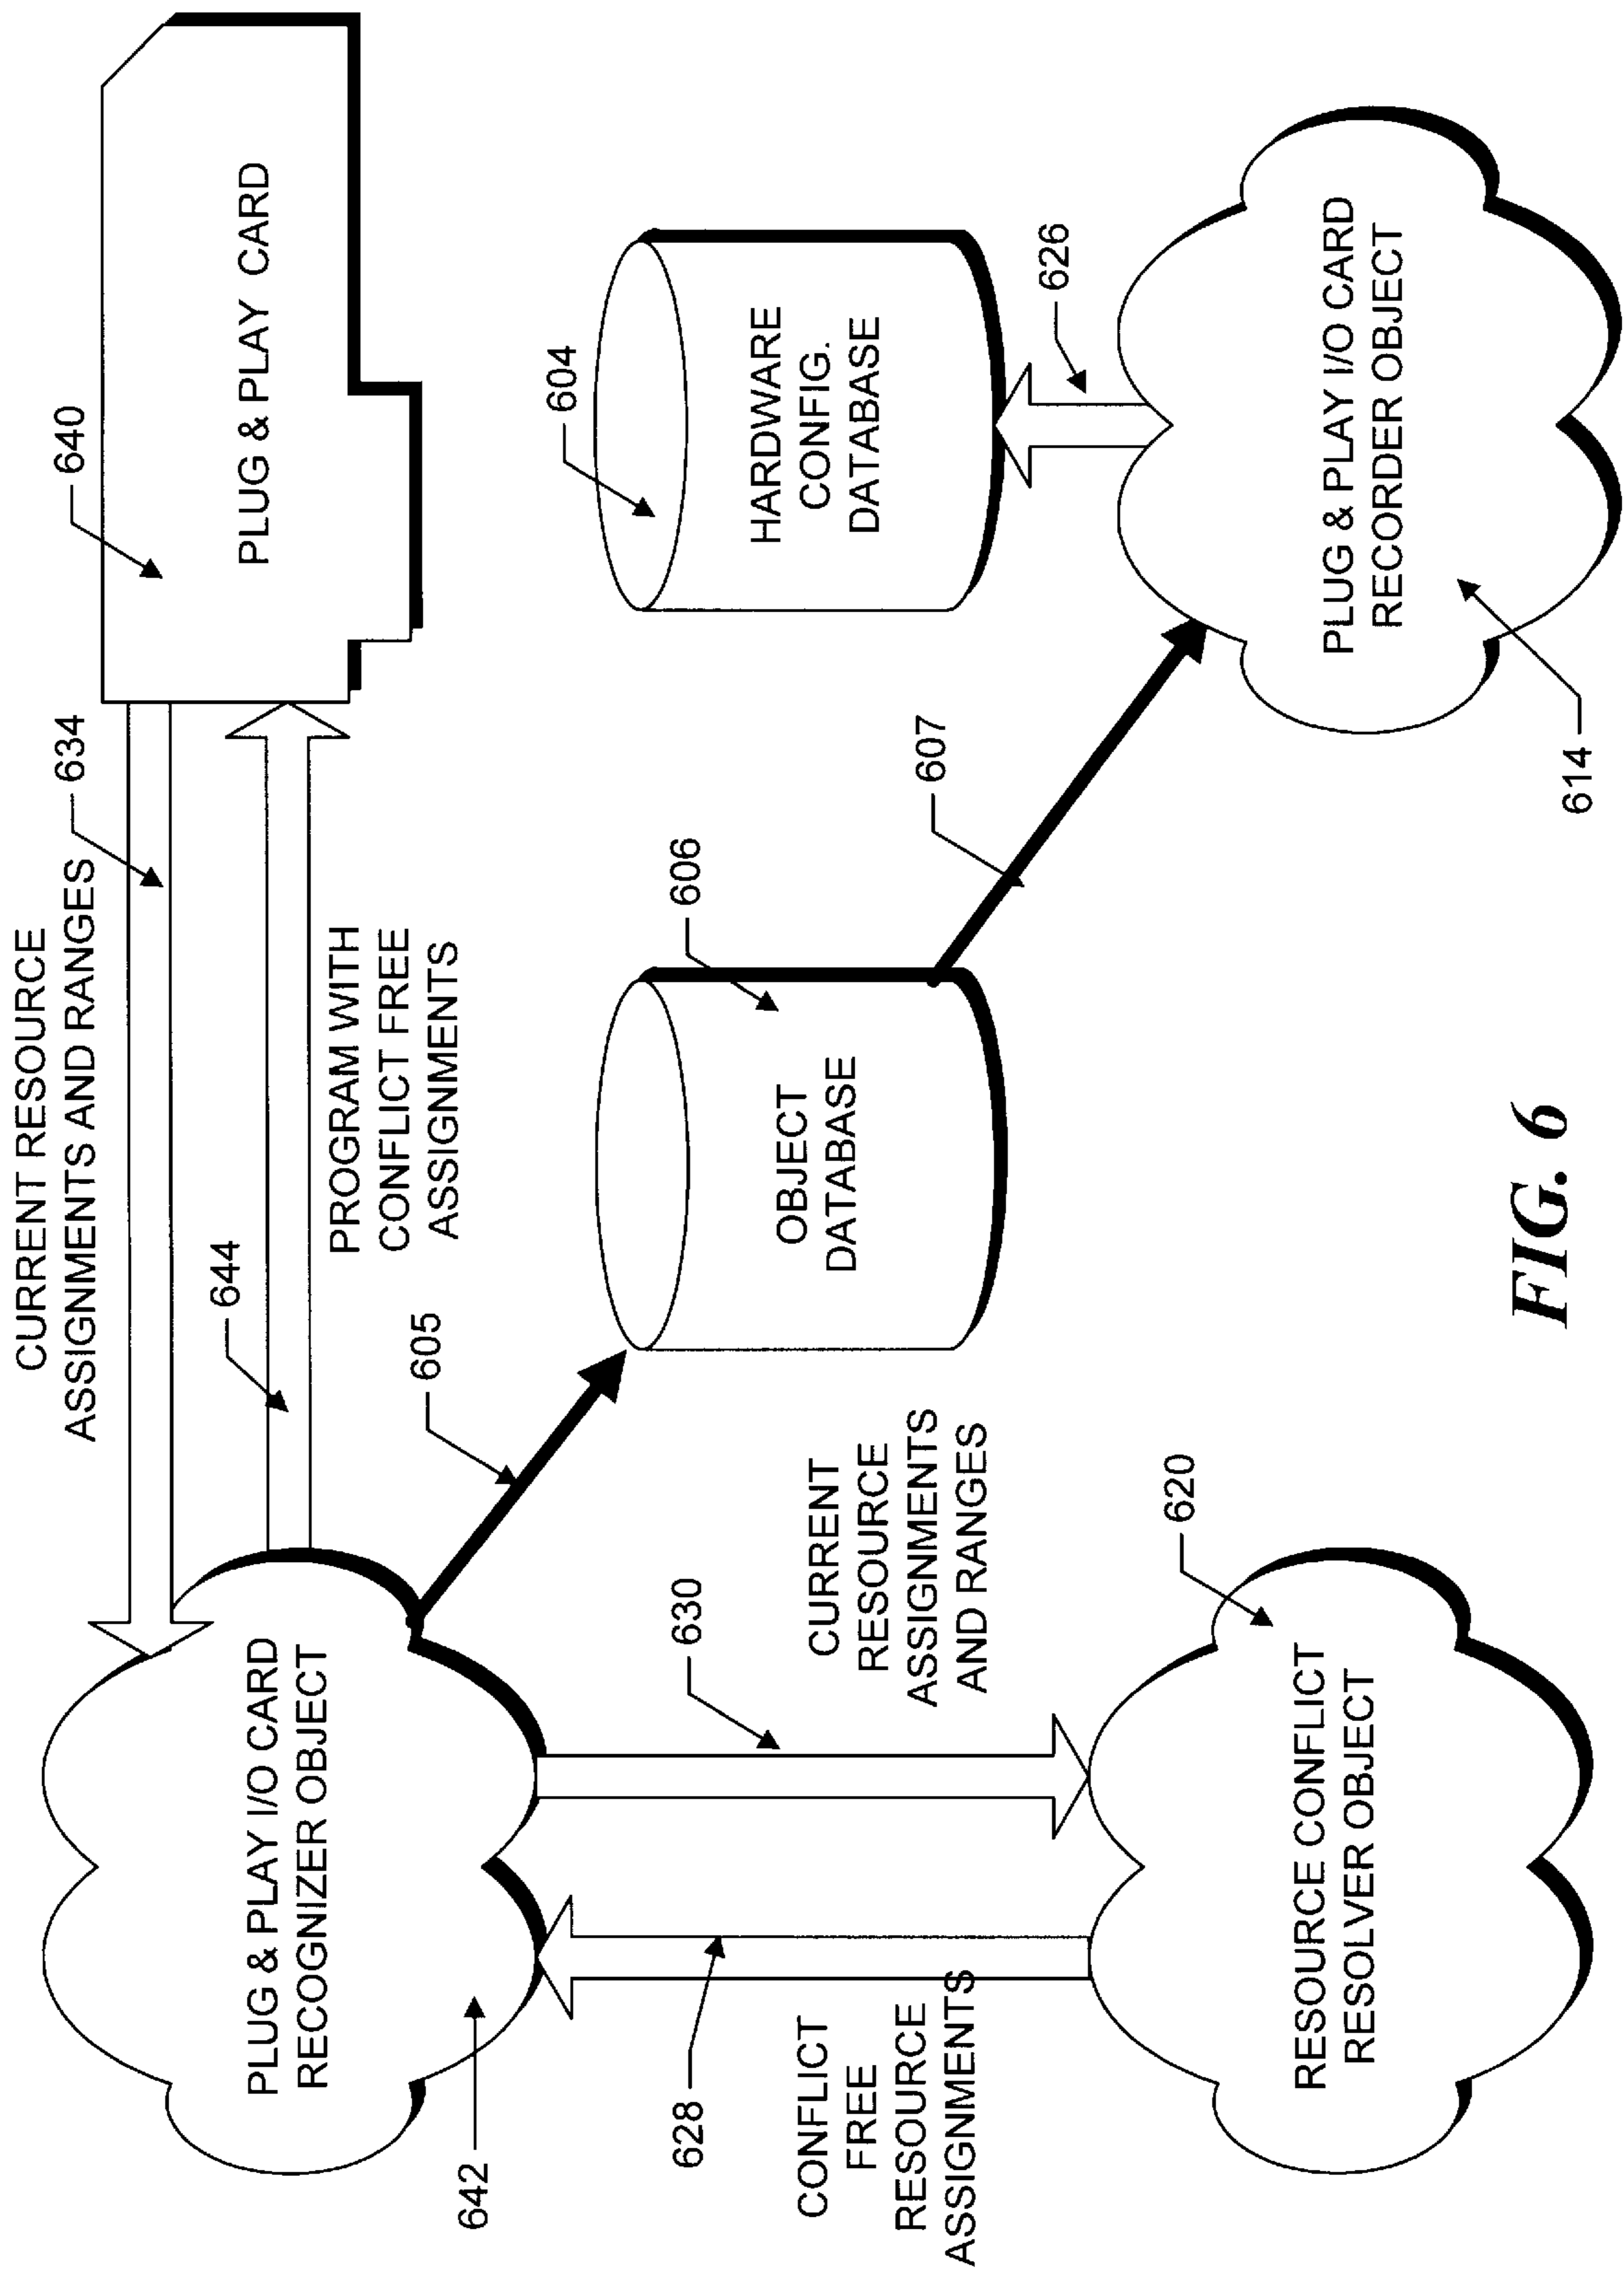 CURRENT RESOURCE
ASSIGNMENTS AND RANGES
634
640
PLUG & PLAY CARD
644
PROGRAM WITH
CONFLICT FREE
ASSIGNMENTS
PLUG & PLAY I/O CARD
RECOGNIZER OBJECT
642
605
606
OBJECT
DATABASE
604
HARDWARE
CONFIG.
DATABASE
628
CONFLICT
FREE
RESOURCE
ASSIGNMENTS
630
CURRENT
RESOURCE
ASSIGNMENTS
AND RANGES
607
626
620
RESOURCE CONFLICT
RESOLVER OBJECT
PLUG & PLAY I/O CARD
RECORDER OBJECT
614
FIG. 6